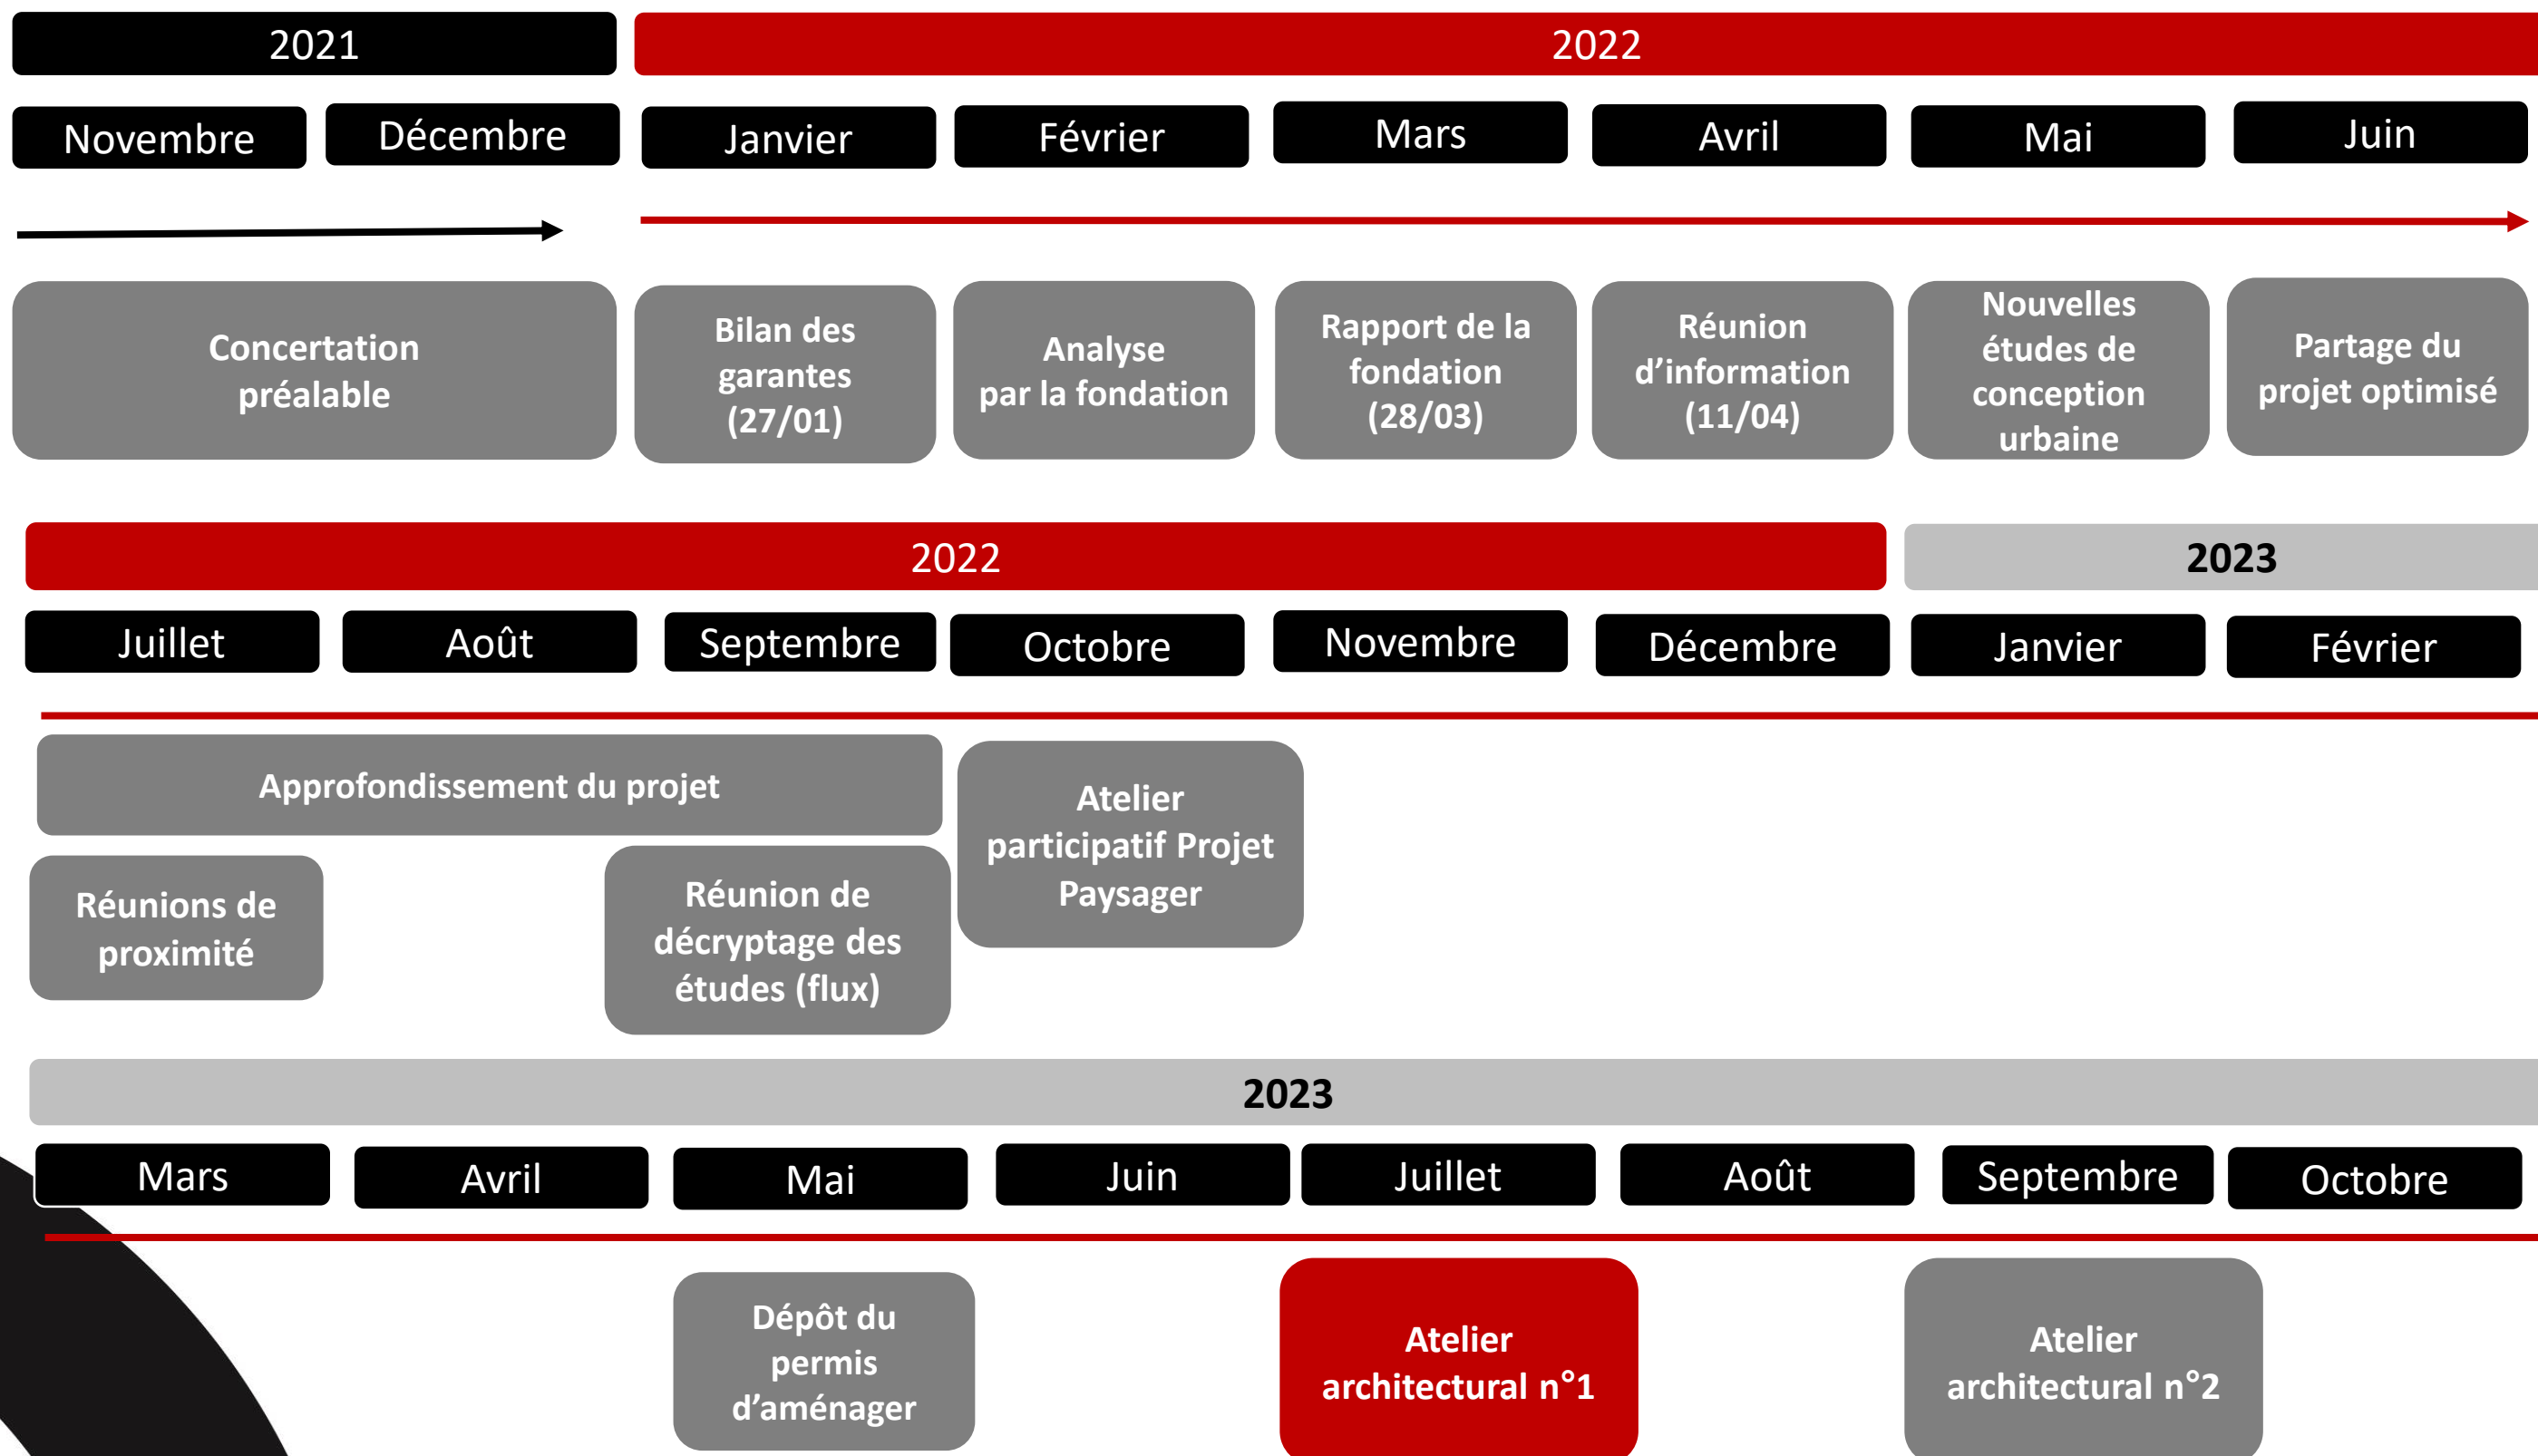 2021
2022
Novembre
Décembre
Janvier
Février
Mars
Avril
Mai
Juin
Concertation
préalable
Bilan des
garantes
(27/01)
Analyse
par la fondation
Rapport de la
fondation
(28/03)
Réunion
d’information
(11/04)
Nouvelles
études de
conception
urbaine
Partage du
projet optimisé
2022
2023
Juillet
Août
Septembre
Octobre
Novembre
Décembre
Janvier
Février
Approfondissement du projet
Réunions de
proximité
Réunion de
décryptage des
études (flux)
Atelier
participatif Projet
Paysager
2023
Mars
Avril
Mai
Juin
Juillet
Août
Septembre
Octobre
Dépôt du
permis
d’aménager
Atelier
architectural n°1
Atelier
architectural n°2